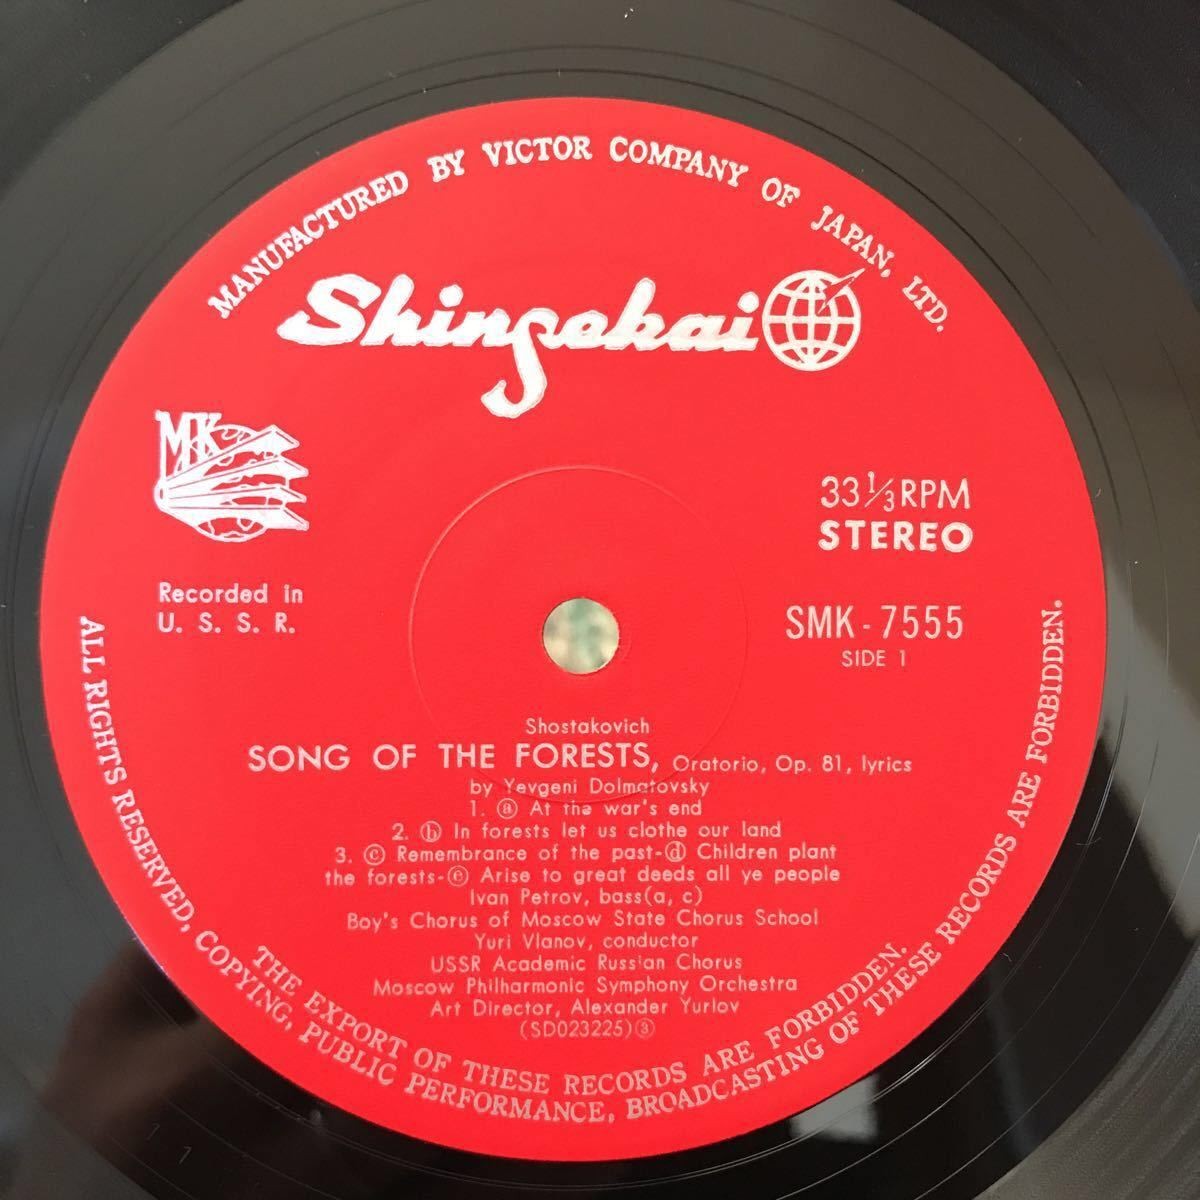 MANUFACTURED BY VICTOR COMPANY OF JAPAN, LTD.
Shinsekai
MK
Recorded in
U. S. S. R.
33 1/3 RPM
STEREO
SMK - 7555
SIDE 1
Shostakovich
SONG OF THE FORESTS, Oratorio, Op. 81, lyrics
by Yevgeni Dolmatovsky
1. ⓐ At the war's end
2. ⓑ In forests let us clothe our land
3. ⓒ Remembrance of the past-ⓓ Children plant
the forests-ⓔ Arise to great deeds all ye people
Ivan Petrov, bass(a, c)
Boy's Chorus of Moscow State Chorus School
Yuri Vlanov, conductor
USSR Academic Russian Chorus
Moscow Philharmonic Symphony Orchestra
Art Director, Alexander Yurlov
(SD023225)③
THE EXPORT OF THESE RECORDS ARE FORBIDDEN.
ALL RIGHTS RESERVED, COPYING, PUBLIC PERFORMANCE, BROADCASTING OF THESE RECORDS ARE FORBIDDEN.
11